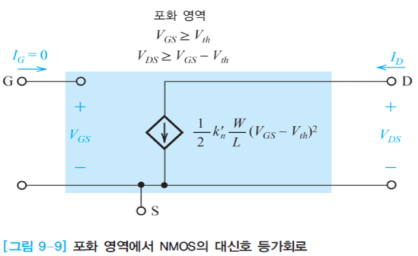 포화 영역
V_GS ≥ V_th
V_DS ≥ V_GS − V_th
I_G = 0
I_D
G
D
+
V_GS
−
1/2 k'_n W/L (V_GS − V_th)²
+
V_DS
−
S
[그림 9-9] 포화 영역에서 NMOS의 대신호 등가회로